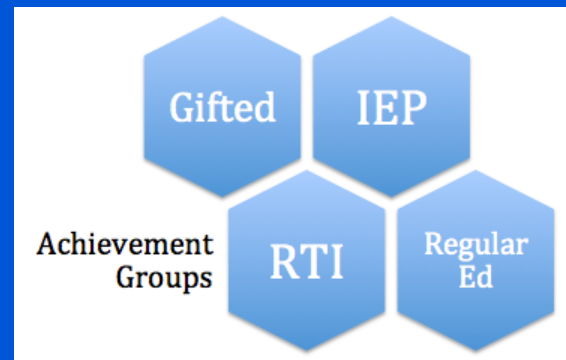 Gifted
IEP
Achievement
Groups
RTI
Regular
Ed